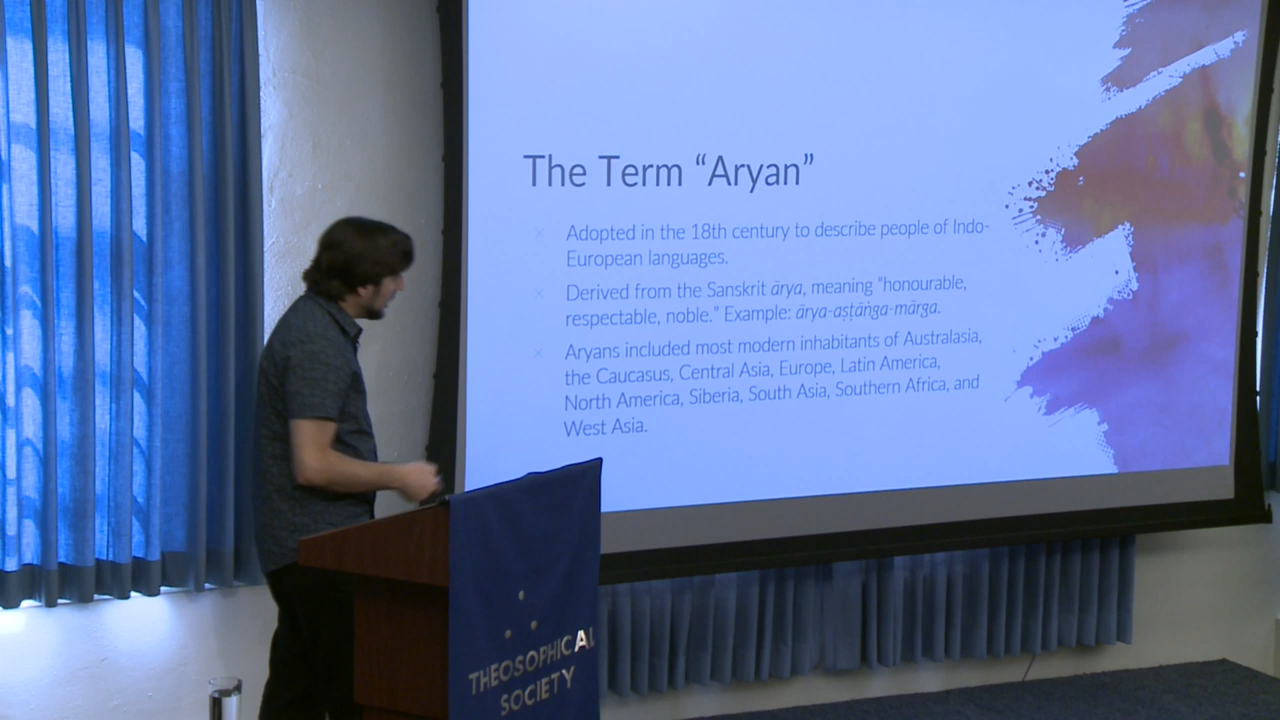 The Term “Aryan”
Adopted in the 18th century to describe people of Indo-
European languages.
Derived from the Sanskrit ārya, meaning “honourable,
respectable, noble.” Example: ārya-aṣṭāṅga-mārga.
Aryans included most modern inhabitants of Australasia,
the Caucasus, Central Asia, Europe, Latin America,
North America, Siberia, South Asia, Southern Africa, and
West Asia.
THEOSOPHICAL
SOCIETY